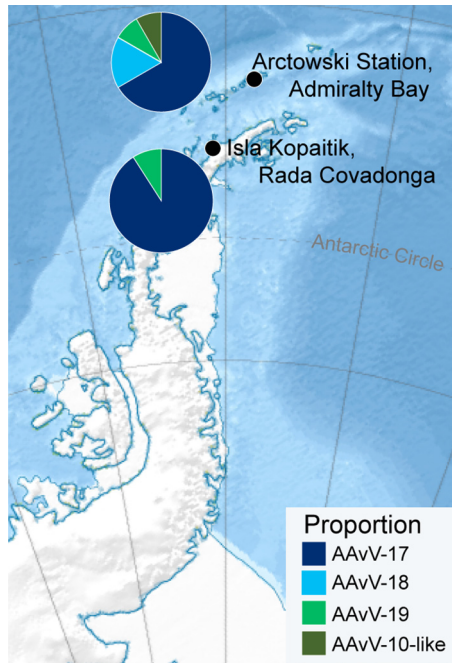 Arctowski Station,
Admiralty Bay
Isla Kopaitik,
Rada Covadonga
Antarctic Circle
Proportion
AAvV-17
AAvV-18
AAvV-19
AAvV-10-like